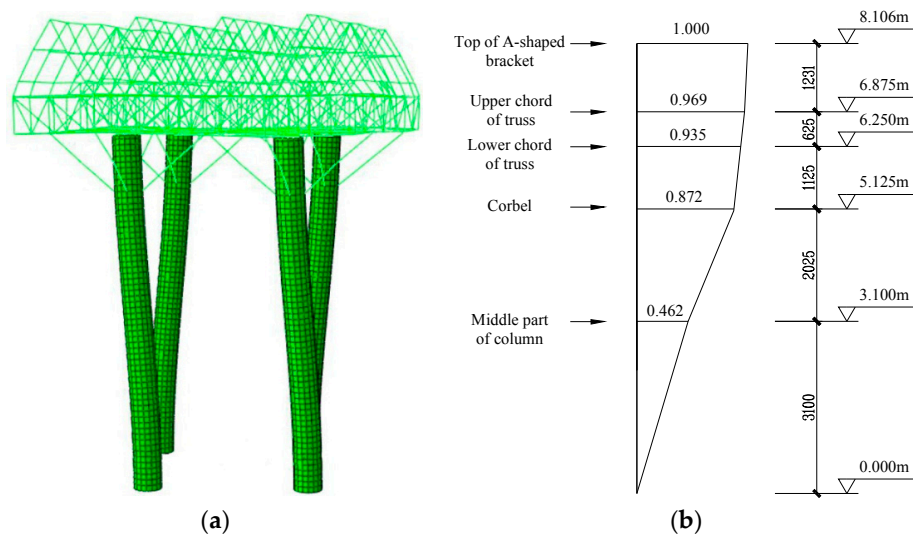 1.000
8.106m
Top of A-shaped
bracket
1231
6.875m
Upper chord
of truss
0.969
625
6.250m
Lower chord
of truss
0.935
1125
5.125m
Corbel
0.872
2025
3.100m
Middle part
of column
0.462
3100
0.000m
(a)
(b)